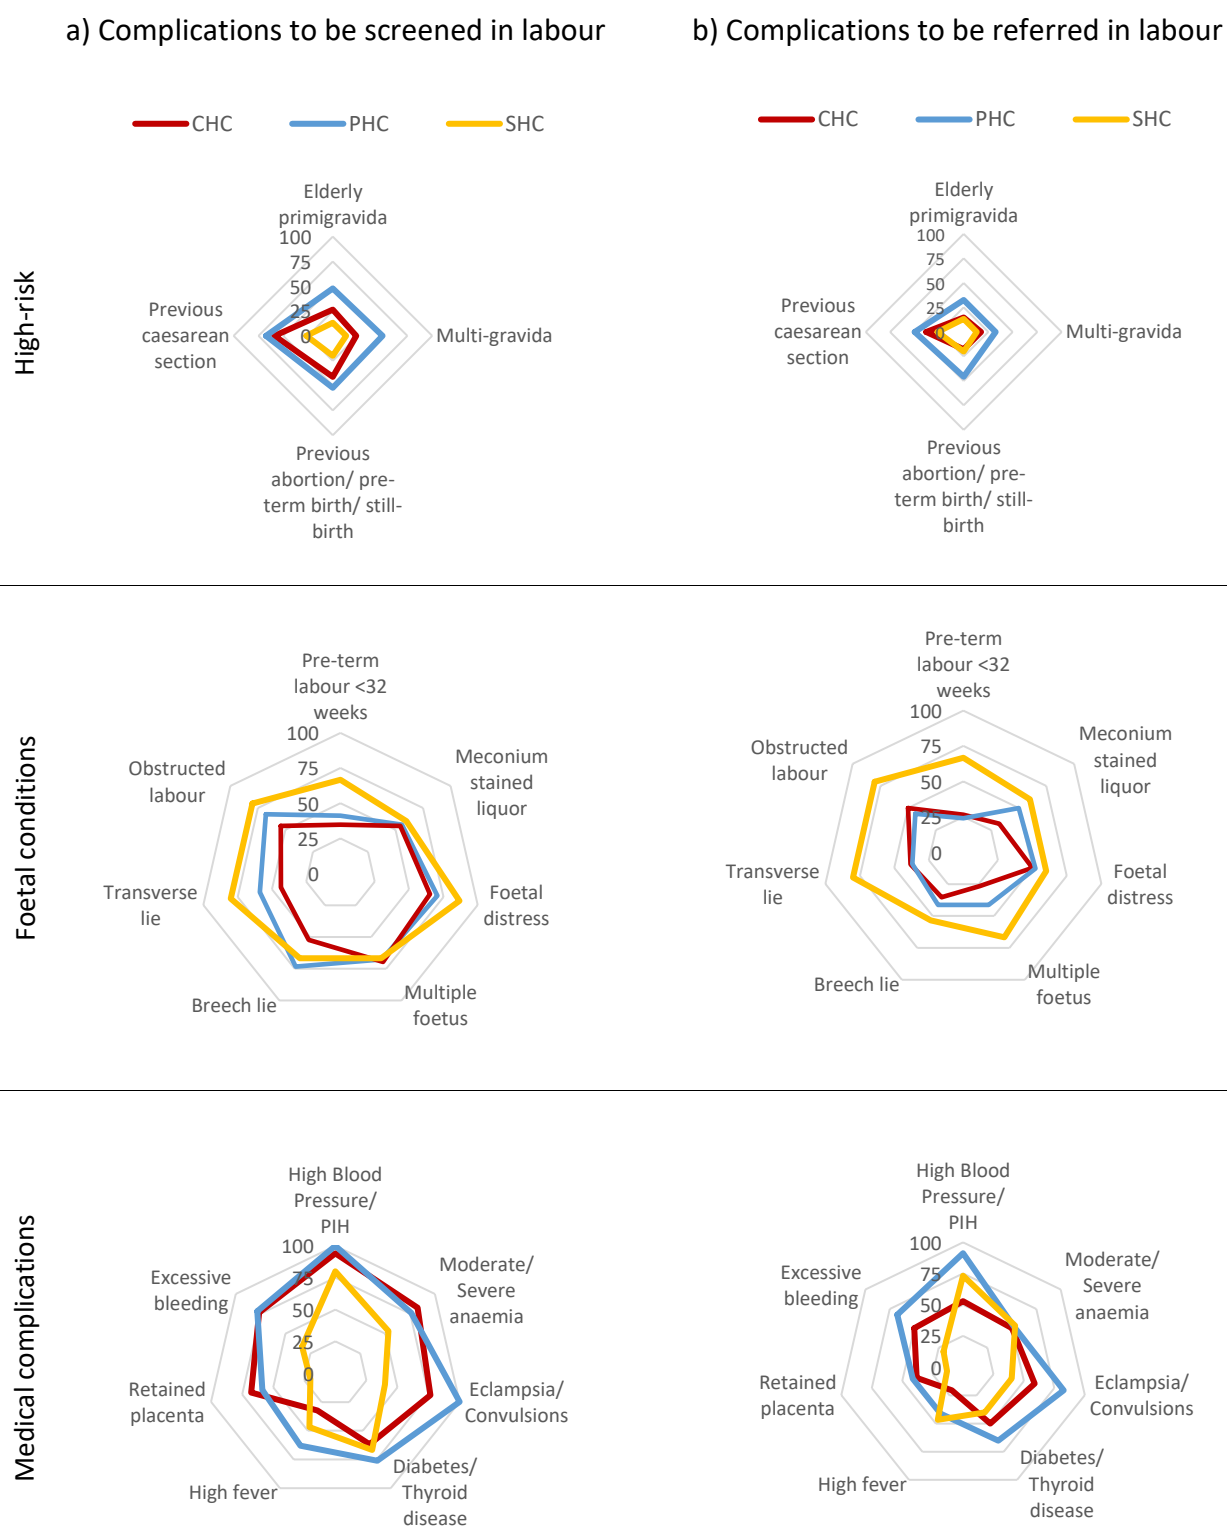 a) Complications to be screened in labour
b) Complications to be referred in labour
CHC
PHC
SHC
CHC
PHC
SHC
High-risk
Elderly
primigravida
100
75
50
25
0
Previous
caesarean
section
Multi-gravida
Previous
abortion/ pre-
term birth/ still-
birth
Elderly
primigravida
100
75
50
25
0
Previous
caesarean
section
Multi-gravida
Previous
abortion/ pre-
term birth/ still-
birth
Foetal conditions
Pre-term
labour <32
weeks
100
75
50
25
0
Obstructed
labour
Meconium
stained
liquor
Transverse
lie
Foetal
distress
Breech lie
Multiple
foetus
Pre-term
labour <32
weeks
100
75
50
25
0
Obstructed
labour
Meconium
stained
liquor
Transverse
lie
Foetal
distress
Breech lie
Multiple
foetus
Medical complications
High Blood
Pressure/
PIH
100
75
50
25
0
Excessive
bleeding
Moderate/
Severe
anaemia
Retained
placenta
Eclampsia/
Convulsions
High fever
Diabetes/
Thyroid
disease
High Blood
Pressure/
PIH
100
75
50
25
0
Excessive
bleeding
Moderate/
Severe
anaemia
Retained
placenta
Eclampsia/
Convulsions
High fever
Diabetes/
Thyroid
disease